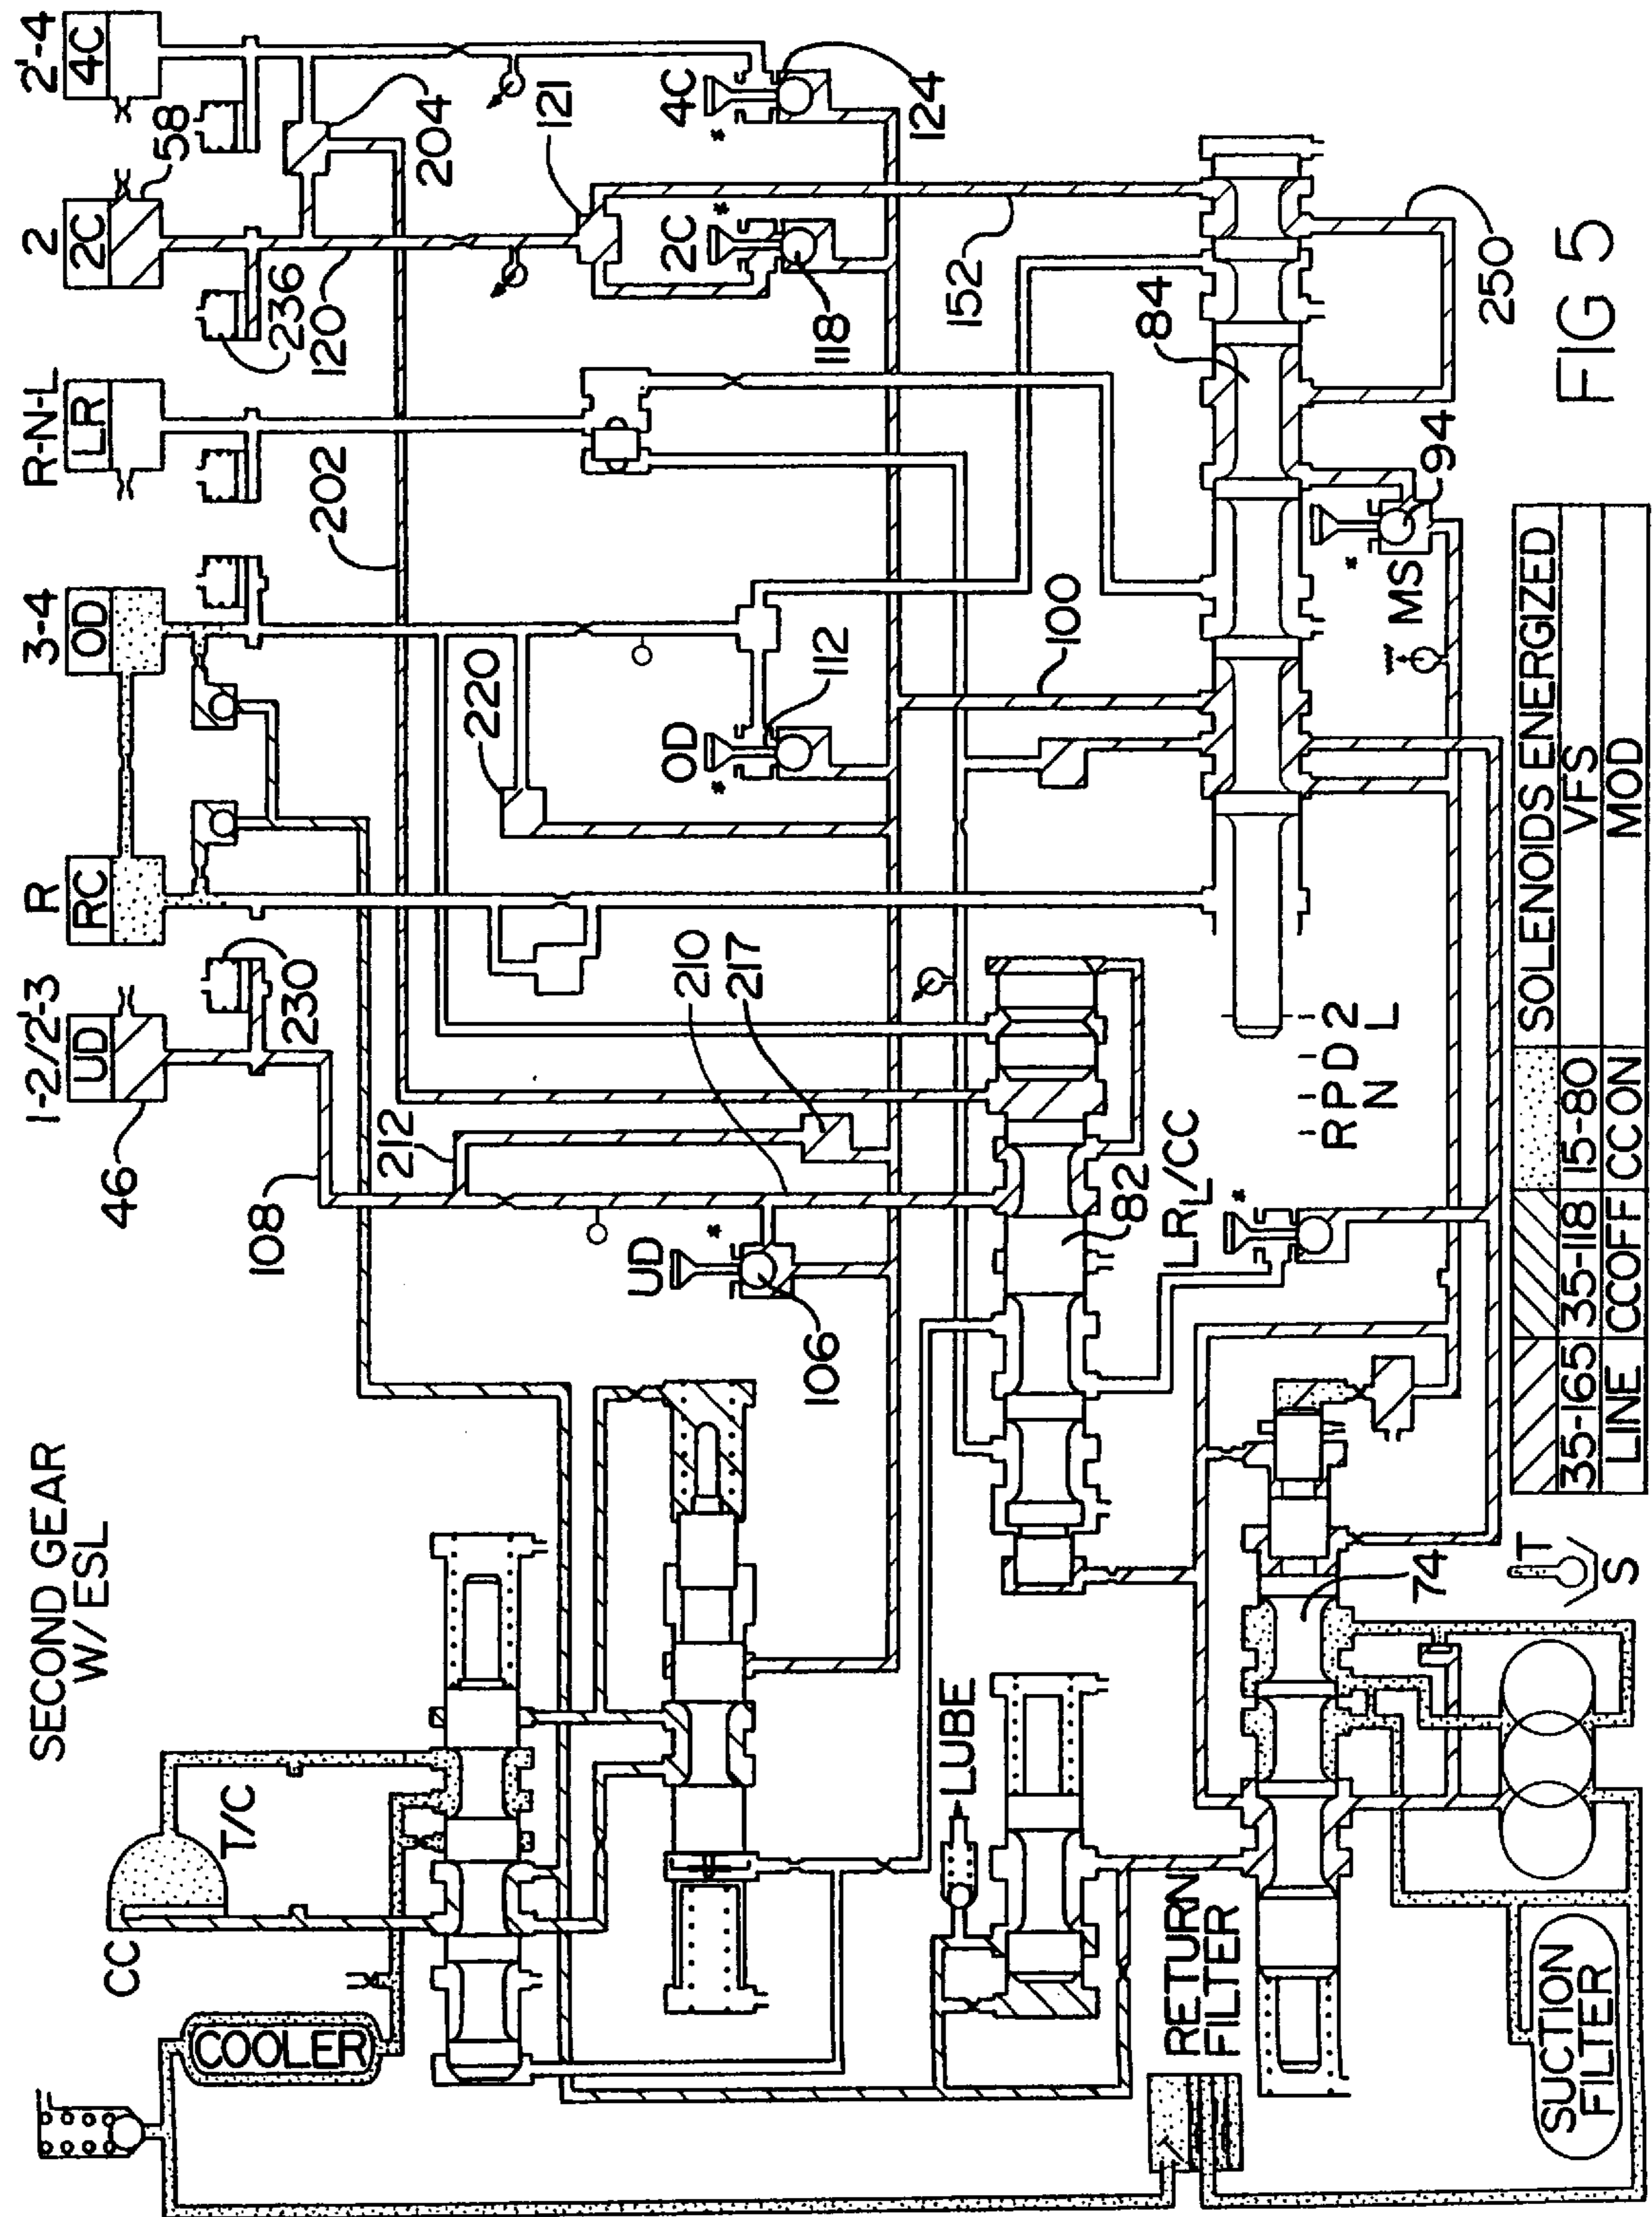 SECOND GEAR
W/ESL
1-2/2'-3
R
3-4
R-N-L
2
2'-4
UD
RC
OD
LR
2C
4C
46
230
58
236
120
108
202
204
212
210
217
220
121
CC
T/C
COOLER
UD
*
106
OD
*
112
2C
*
118
4C
*
124
152
100
84
250
LUBE
82
LRL/CC
*
R P D 2
N L
MS
*
94
RETURN
FILTER
74
T
S
SUCTION
FILTER
35-165
35-118
15-80
SOLENOIDS ENERGIZED
VFS
LINE
CCOFF
CC ON
MOD
FIG 5